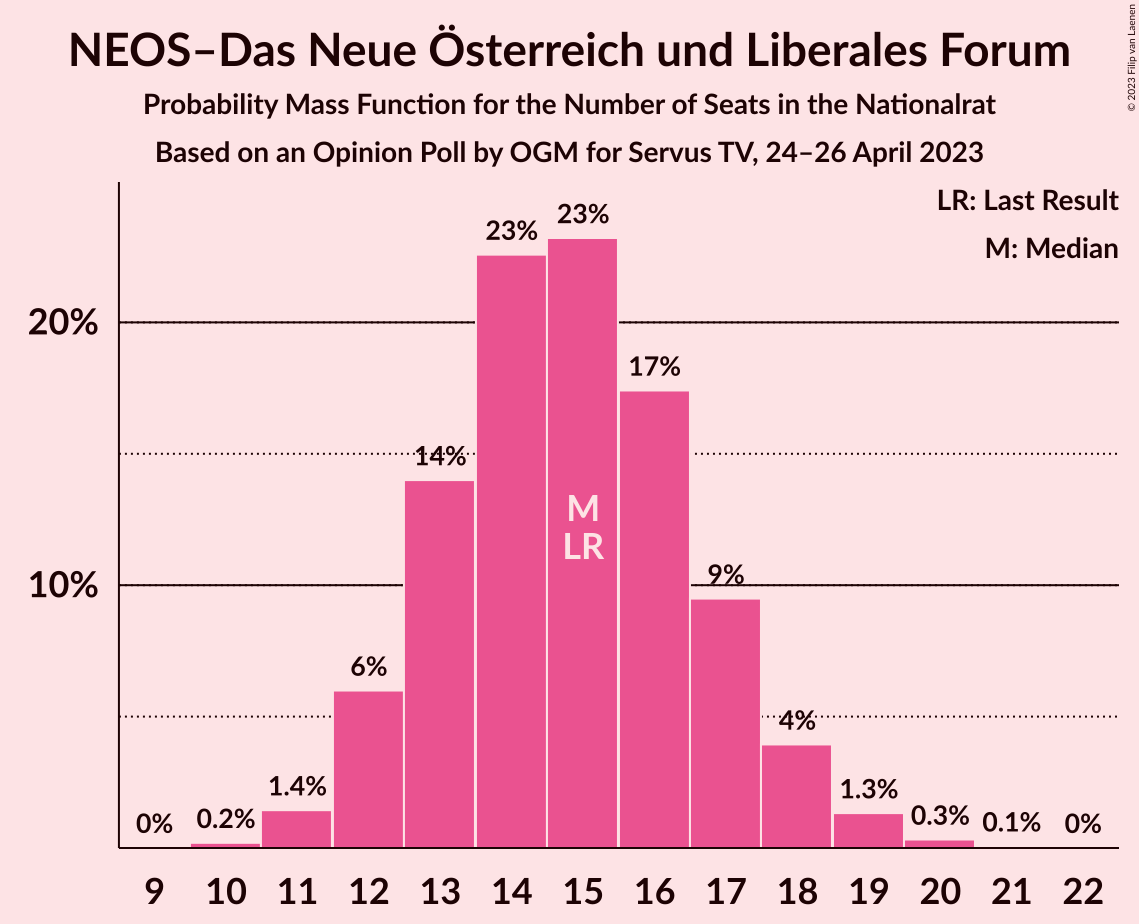 NEOS–Das Neue Österreich und Liberales Forum
Probability Mass Function for the Number of Seats in the Nationalrat
Based on an Opinion Poll by OGM for Servus TV, 24–26 April 2023
© 2023 Filip van Laenen
LR: Last Result
M: Median
20%
10%
0%
0.2%
1.4%
6%
14%
23%
23%
17%
9%
4%
1.3%
0.3%
0.1%
0%
M
LR
9 10 11 12 13 14 15 16 17 18 19 20 21 22